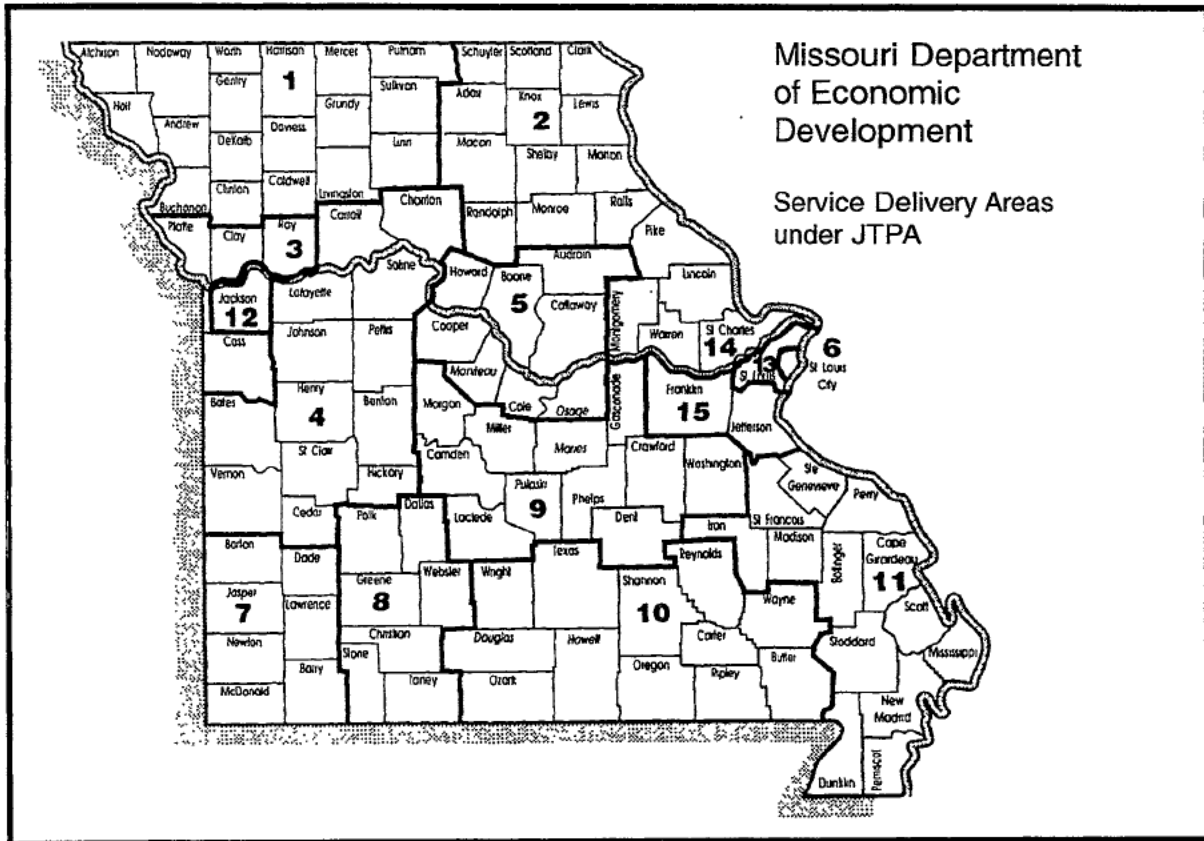 Missouri Department
of Economic
Development
Service Delivery Areas
under JTPA
Atchison Nodaway Worth Harrison Mercer Putnam Schuyler Scotland Clark
Gentry 1 Sullivan Adair Knox Lewis
Holt Grundy 2
Andrew DeKalb Daviess Linn Macon Shelby Marion
Clinton Caldwell Livingston Chariton
Buchanan Carroll Randolph Monroe Ralls
Platte Clay Ray Pike
3 Saline Howard Boone Audrain
Jackson Lafayette 5 Callaway Montgomery Lincoln
12 Johnson Pettis Cooper Warren St Charles
Cass Moniteau 14 13 6
St Louis St Louis
City
Bates Henry Benton Morgan Cole Osage Gasconade Franklin
4 Miller 15 Jefferson
St Clair Camden Maries Crawford Washington
Vernon Hickory Pulaski Ste
Genevieve Perry
Cedar Polk Dallas Laclede 9 Phelps Dent Iron St Francois
Barton Dade Texas Reynolds Madison Bollinger Cape
Girardeau
Jasper Greene Webster Wright Shannon 11
7 Lawrence 8 10 Wayne Scott
Newton Christian Douglas Howell Carter Stoddard Mississippi
Barry Stone Oregon Ripley Butler
McDonald Taney Ozark New
Madrid
Dunklin Pemiscot